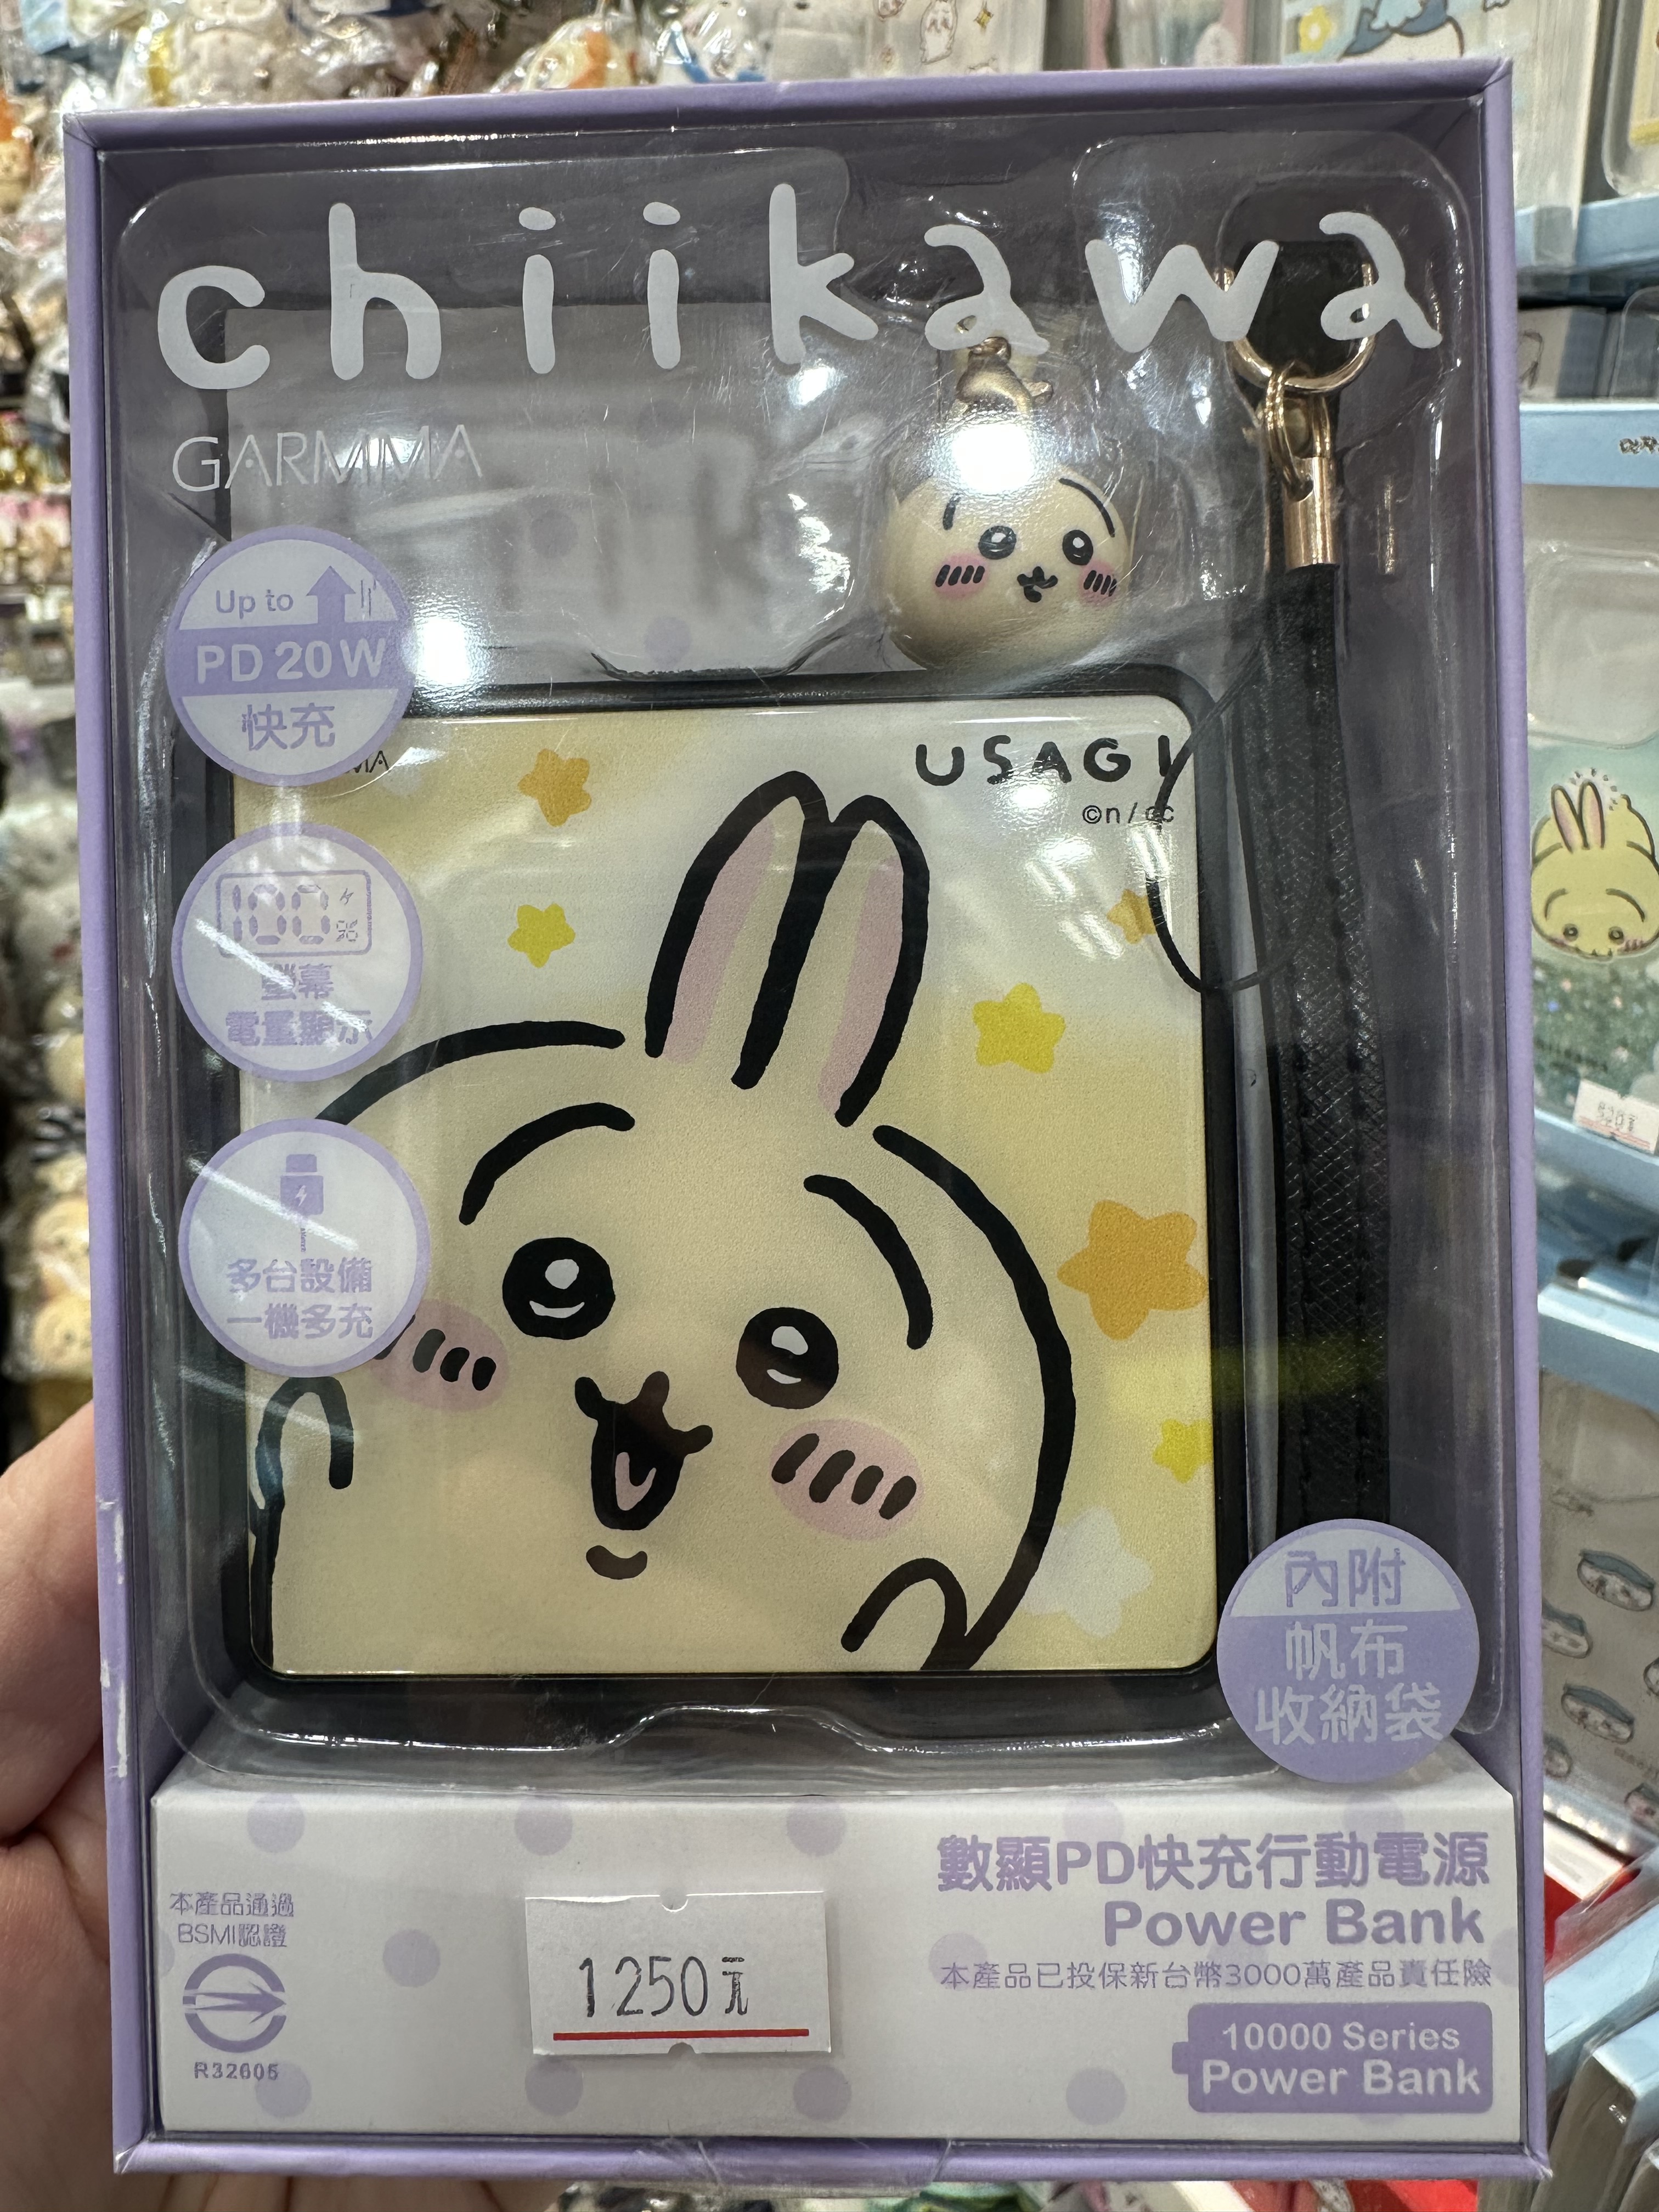 chiikawa
GARMMA
Up to
PD 20W
快充
USAGI
©n/cc
100%
螢幕
電量顯示
多台設備
一機多充
內附
帆布
收納袋
數顯PD快充行動電源
Power Bank
本產品已投保新台幣3000萬產品責任險
10000 Series
Power Bank
本產品通過
BSMI認證
R32605
1250元